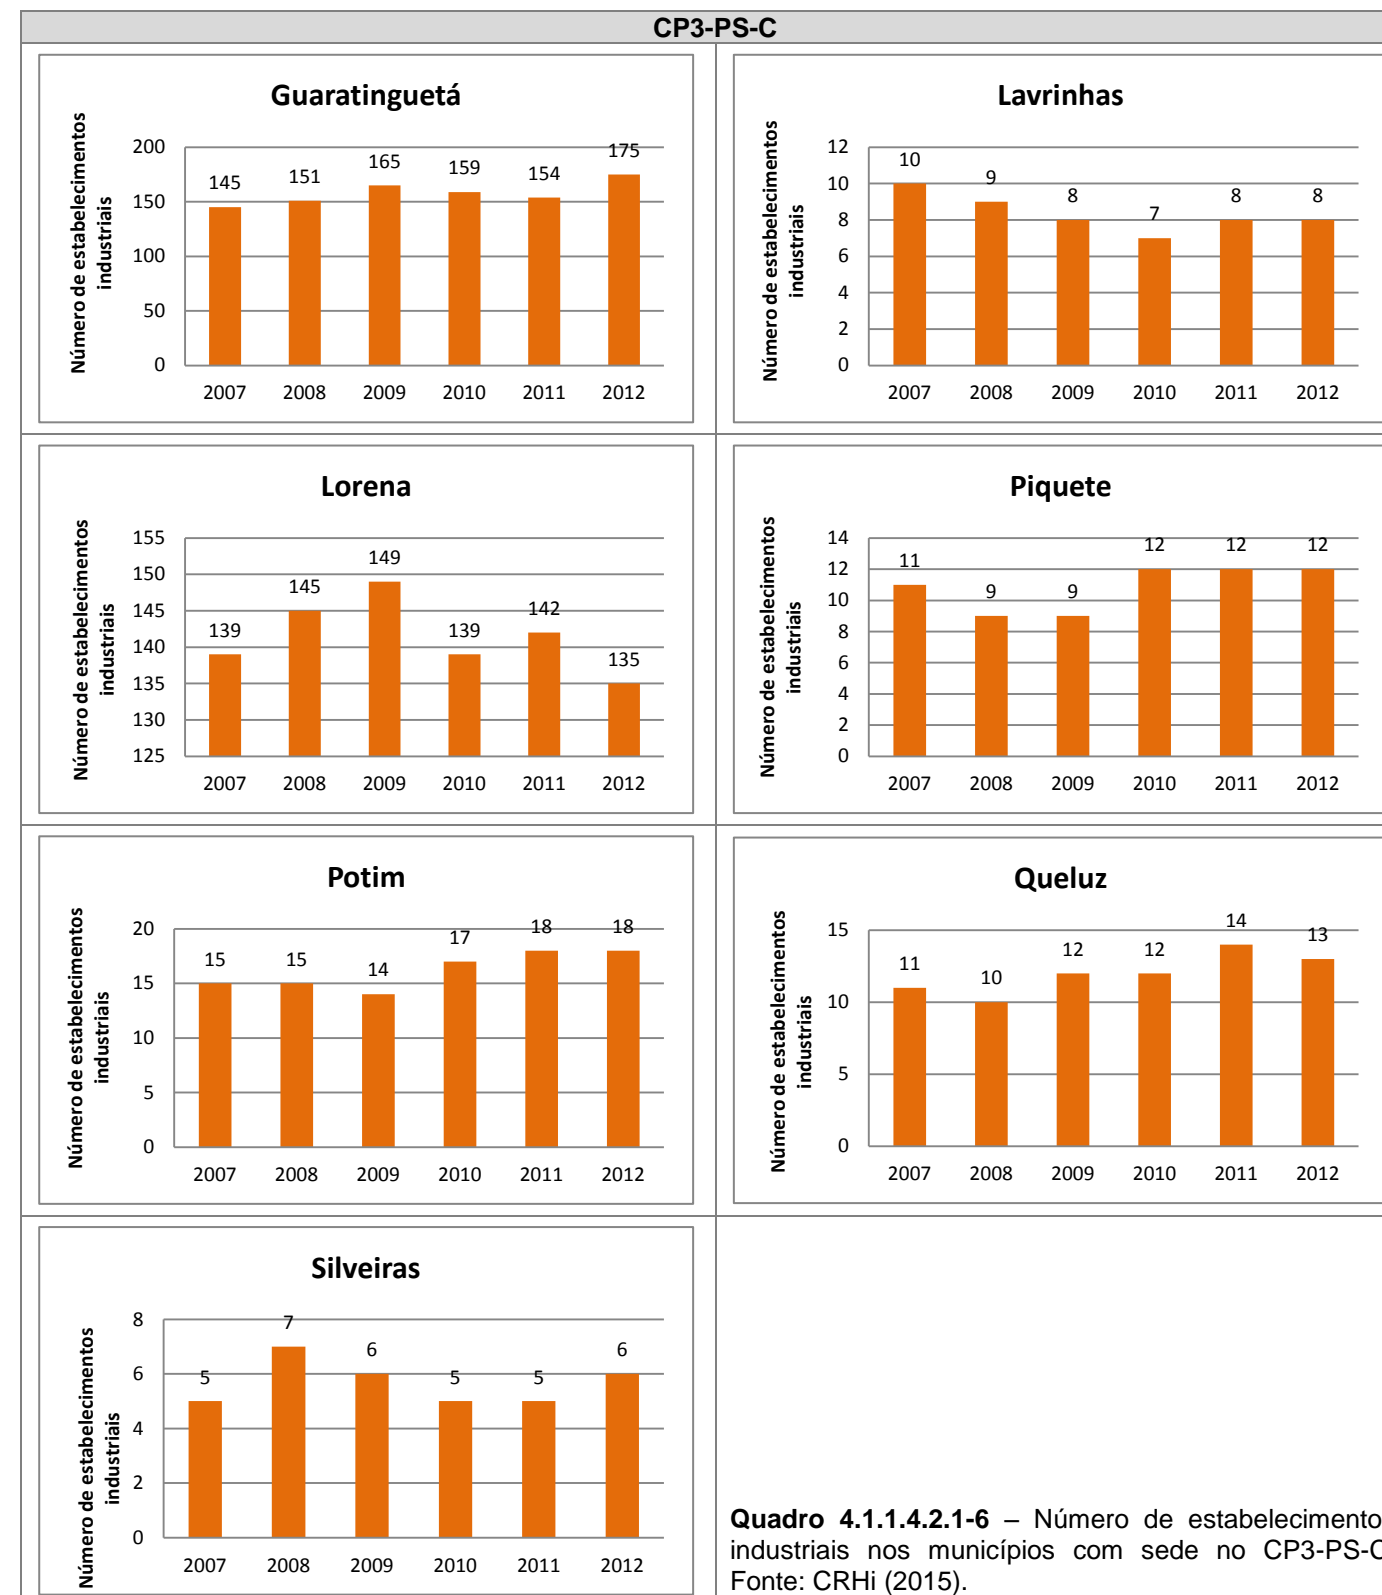 CP3-PS-C
Guaratinguetá
Número de estabelecimentos
industriais
200
150
100
50
0
145
151
165
159
154
175
2007 2008 2009 2010 2011 2012
Lavrinhas
Número de estabelecimentos
industriais
12
10
8
6
4
2
0
10
9
8
7
8
8
2007 2008 2009 2010 2011 2012
Lorena
Número de estabelecimentos
industriais
155
150
145
140
135
130
125
139
145
149
139
142
135
2007 2008 2009 2010 2011 2012
Piquete
Número de estabelecimentos
industriais
14
12
10
8
6
4
2
0
11
9
9
12
12
12
2007 2008 2009 2010 2011 2012
Potim
Número de estabelecimentos
industriais
20
15
10
5
0
15
15
14
17
18
18
2007 2008 2009 2010 2011 2012
Queluz
Número de estabelecimentos
industriais
15
10
5
0
11
10
12
12
14
13
2007 2008 2009 2010 2011 2012
Silveiras
Número de estabelecimentos
industriais
8
6
4
2
0
5
7
6
5
5
6
2007 2008 2009 2010 2011 2012
Quadro 4.1.1.4.2.1-6 – Número de estabelecimento
industriais nos municípios com sede no CP3-PS-C
Fonte: CRHi (2015).